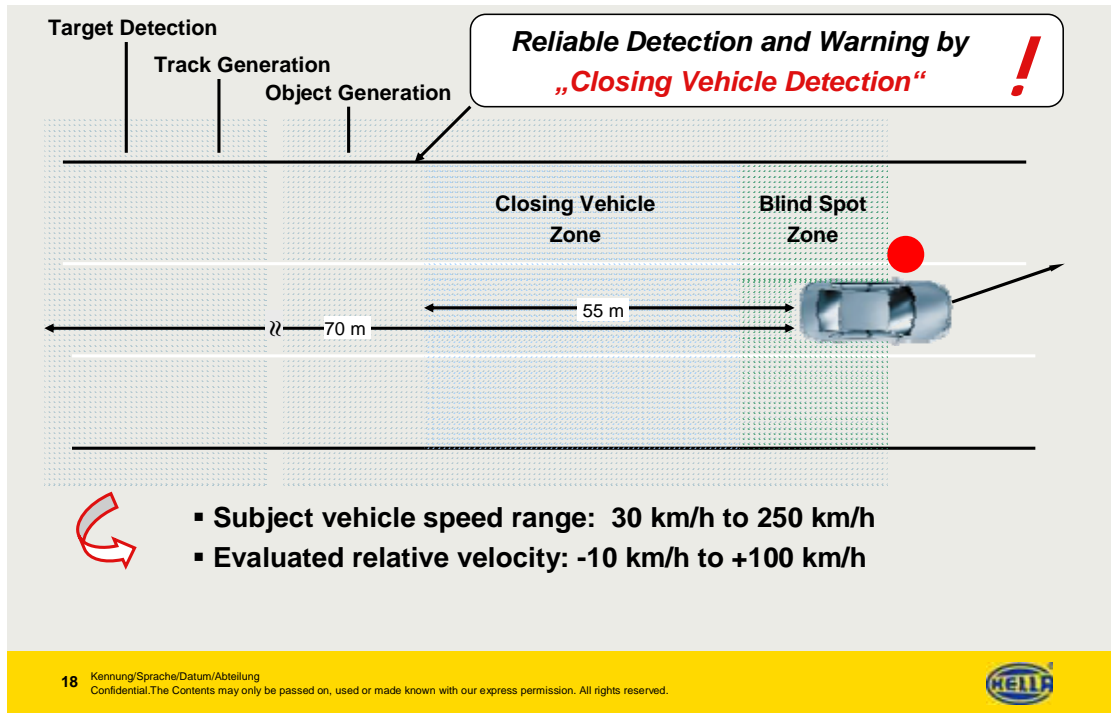 Target Detection
Track Generation
Object Generation
Reliable Detection and Warning by
„Closing Vehicle Detection“
!
Closing Vehicle
Zone
Blind Spot
Zone
55 m
70 m
▪ Subject vehicle speed range:  30 km/h to 250 km/h
▪ Evaluated relative velocity: -10 km/h to +100 km/h
18
Kennung/Sprache/Datum/Abteilung
Confidential.The Contents may only be passed on, used or made known with our express permission. All rights reserved.
HELLA